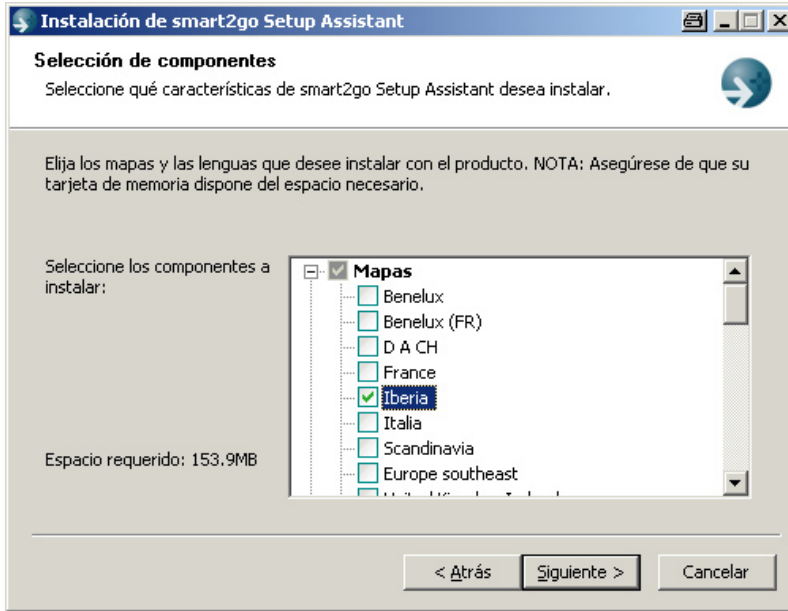 Instalación de smart2go Setup Assistant
Selección de componentes
Seleccione qué características de smart2go Setup Assistant desea instalar.
Elija los mapas y las lenguas que desee instalar con el producto. NOTA: Asegúrese de que su
tarjeta de memoria dispone del espacio necesario.
Seleccione los componentes a
instalar:
Mapas
Benelux
Benelux (FR)
D A CH
France
Iberia
Italia
Scandinavia
Europe southeast
Espacio requerido: 153.9MB
< Atrás
Siguiente >
Cancelar